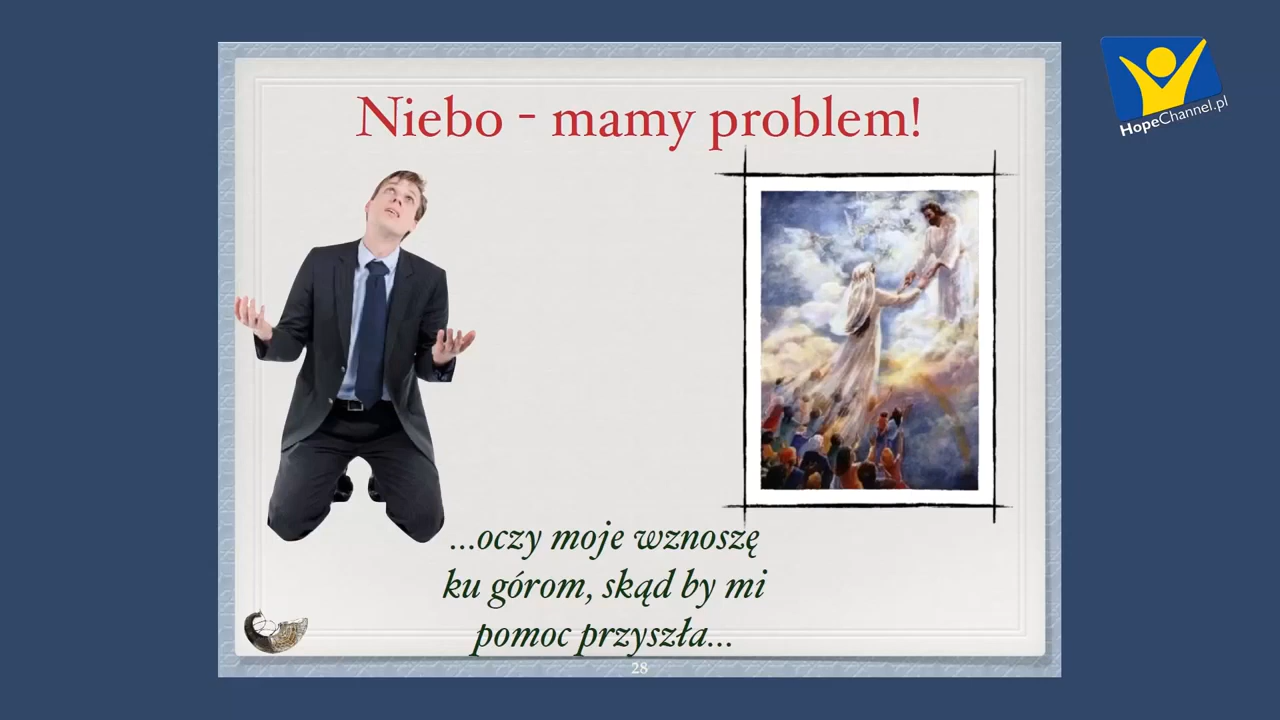 Niebo - mamy problem!
HopeChannel.pl
...oczy moje wznoszę
ku górom, skąd by mi
pomoc przyszła...
28